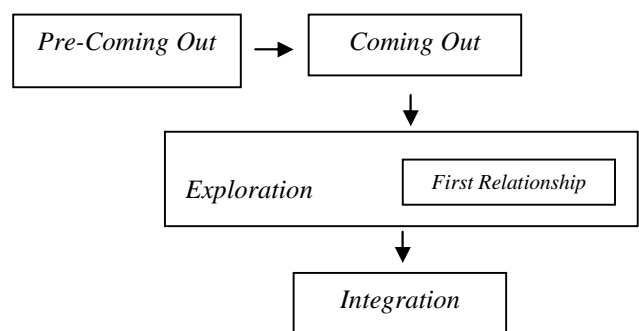 Pre-Coming Out
Coming Out
Exploration
First Relationship
Integration